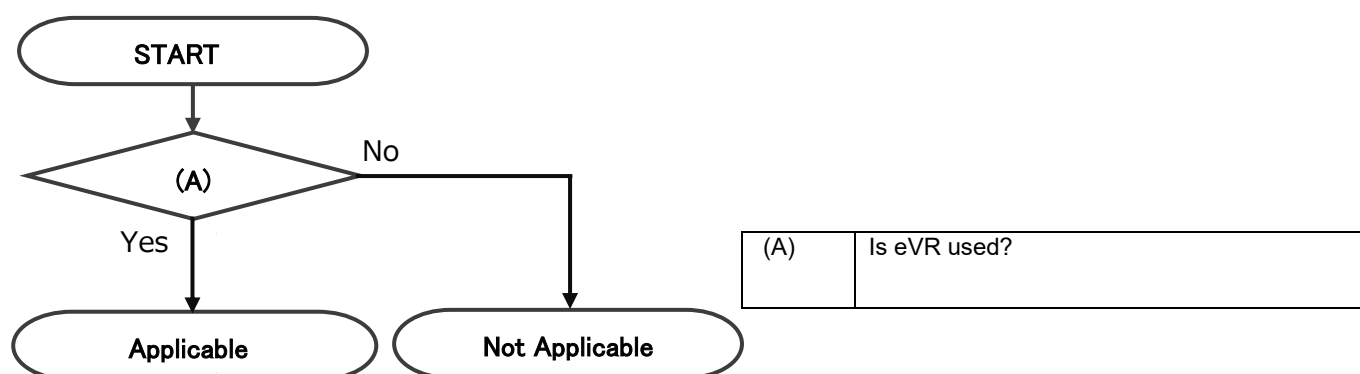 START
(A)
No
Yes
(A) Is eVR used?
Applicable
Not Applicable